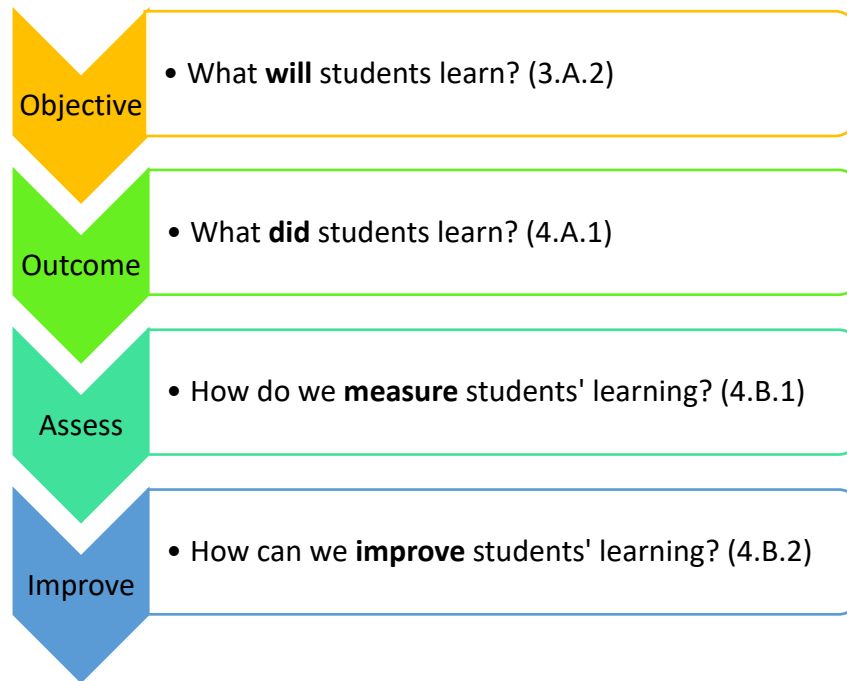 Objective
• What will students learn? (3.A.2)
Outcome
• What did students learn? (4.A.1)
Assess
• How do we measure students' learning? (4.B.1)
Improve
• How can we improve students' learning? (4.B.2)